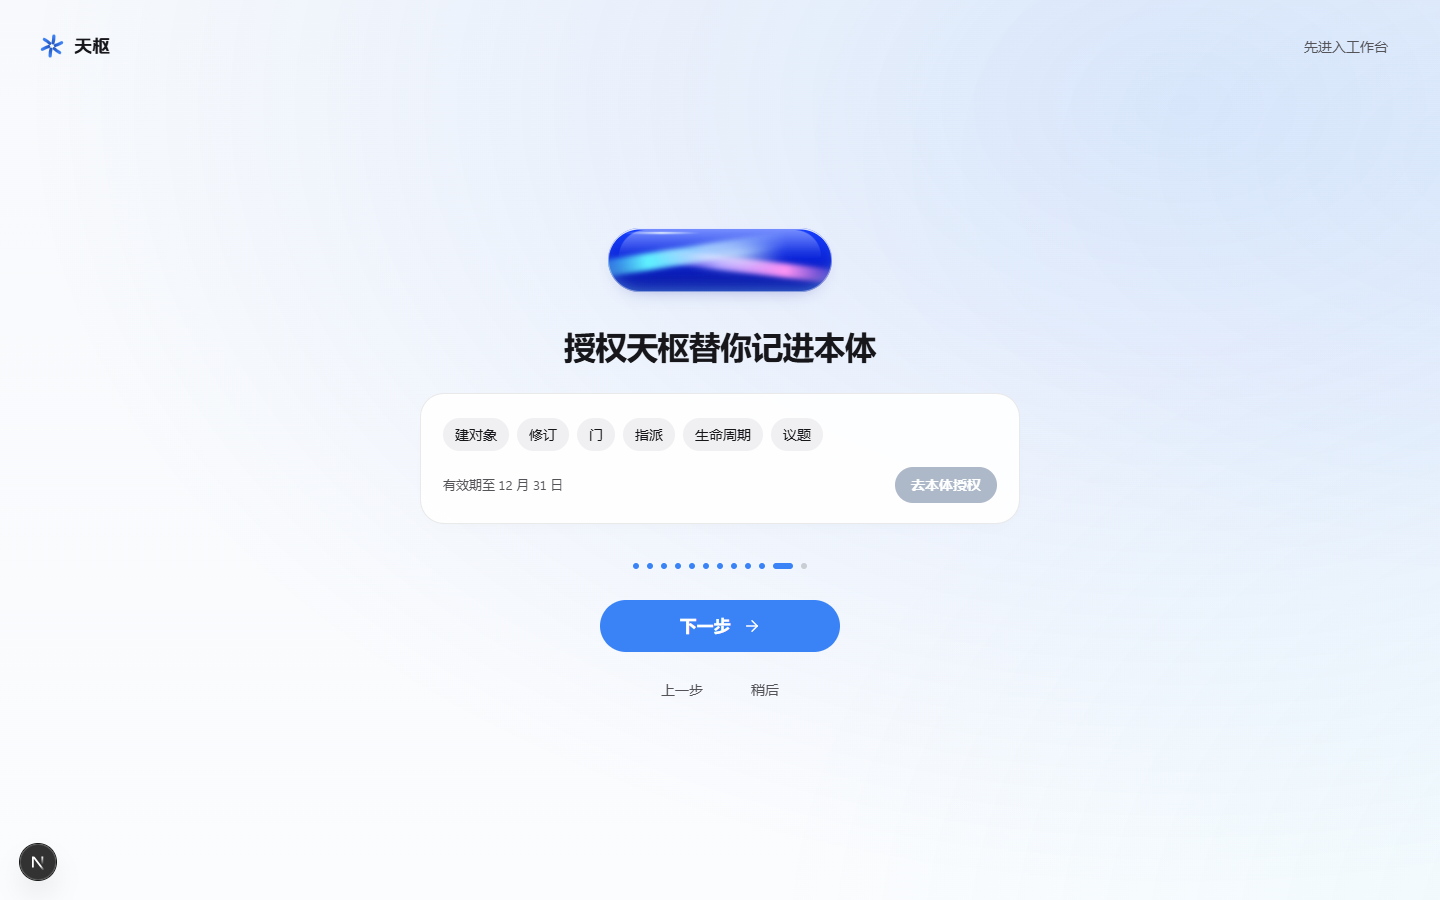 天枢
先进入工作台
授权天枢替你记进本体
建对象 修订 门 指派 生命周期 议题
有效期至 12 月 31 日
去本体授权
下一步
上一步 稍后
N